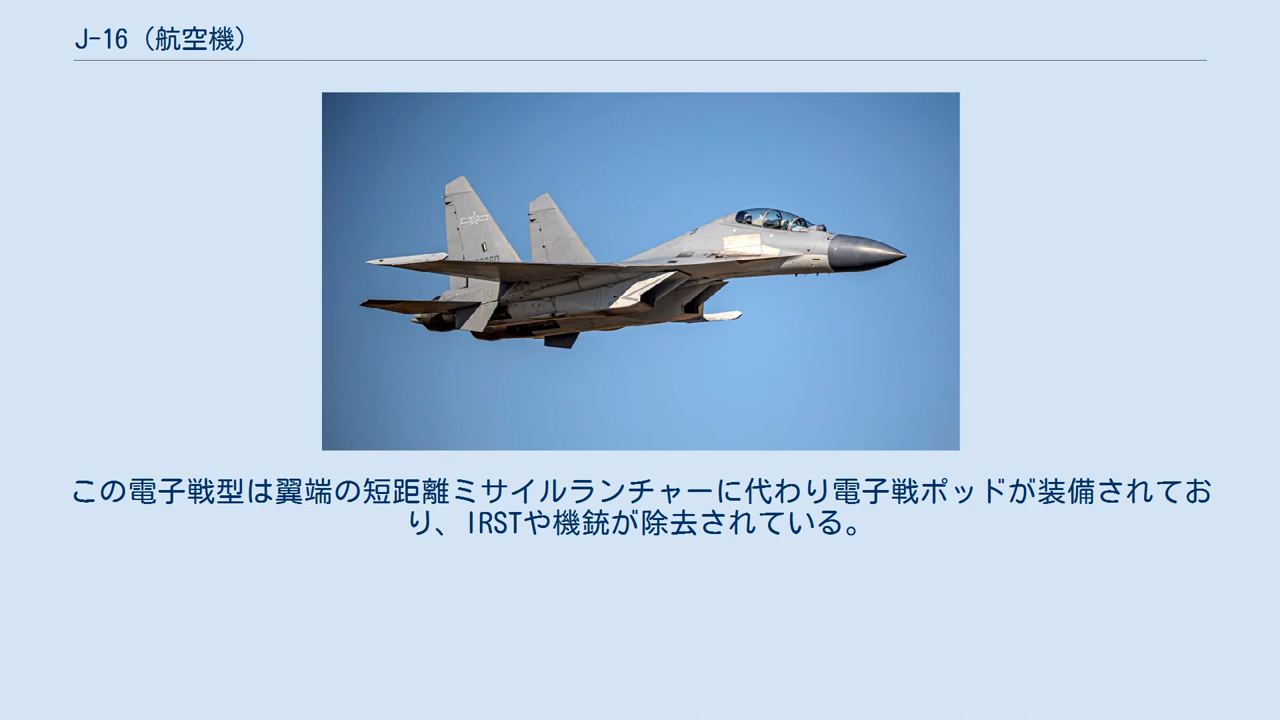 J-16（航空機）
この電子戦型は翼端の短距離ミサイルランチャーに代わり電子戦ポッドが装備されてお
り、IRSTや機銃が除去されている。